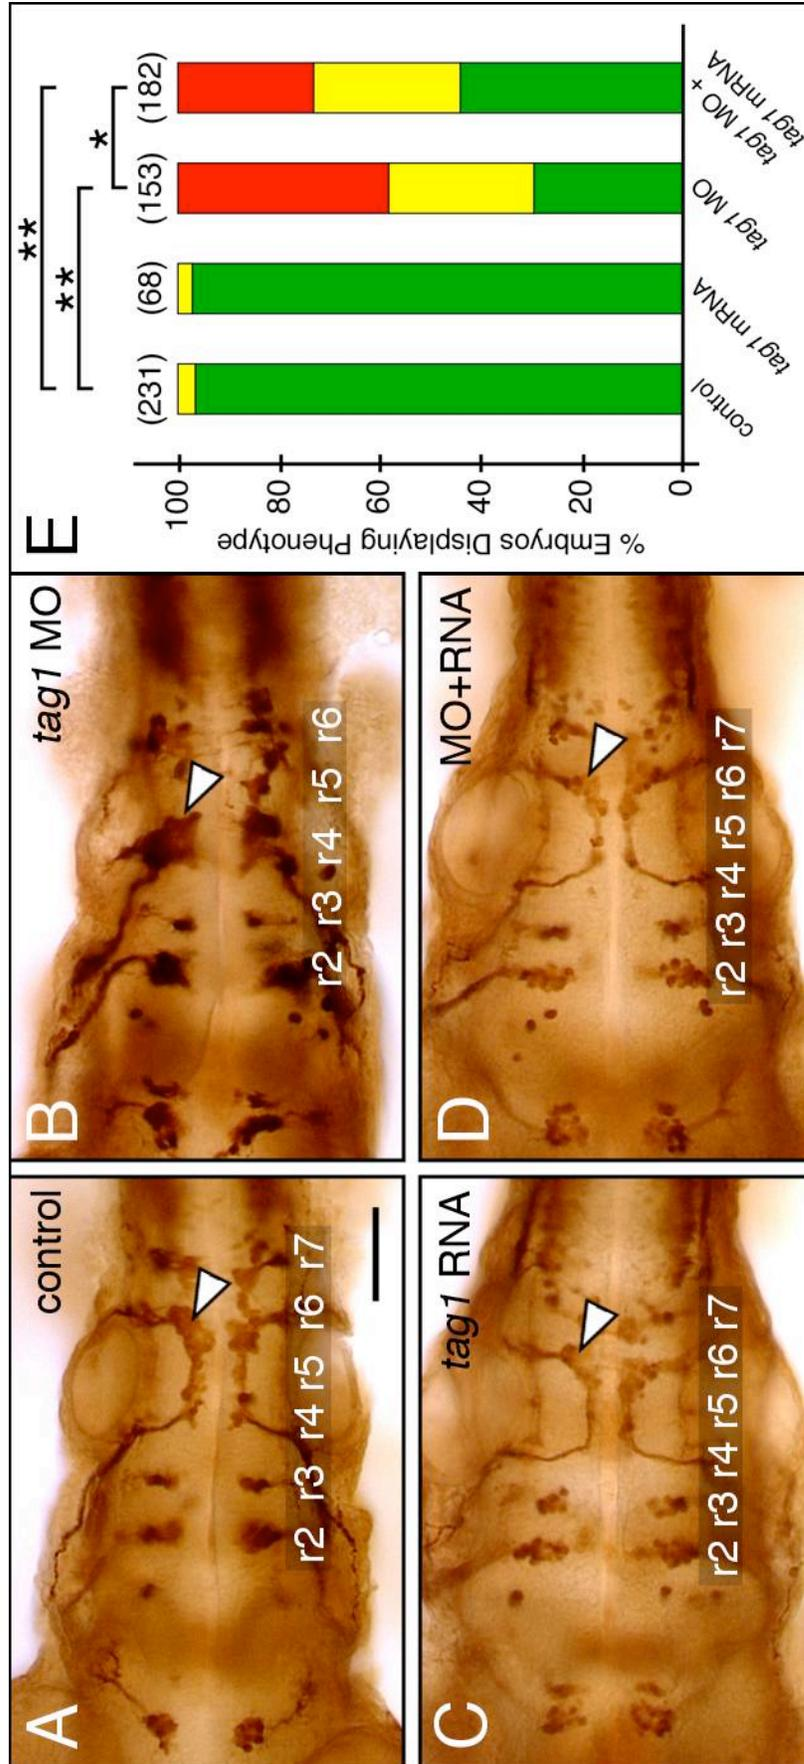 A
control
r2 r3 r4 r5 r6 r7
B
tag1 MO
r2 r3 r4 r5 r6
C
tag1 RNA
r2 r3 r4 r5 r6 r7
D
MO+RNA
r2 r3 r4 r5 r6 r7
E
**
**
*
(231) (68) (153) (182)
% Embryos Displaying Phenotype
100
80
60
40
20
0
control
tag1 mRNA
tag1 MO
tag1 MO +
tag1 mRNA